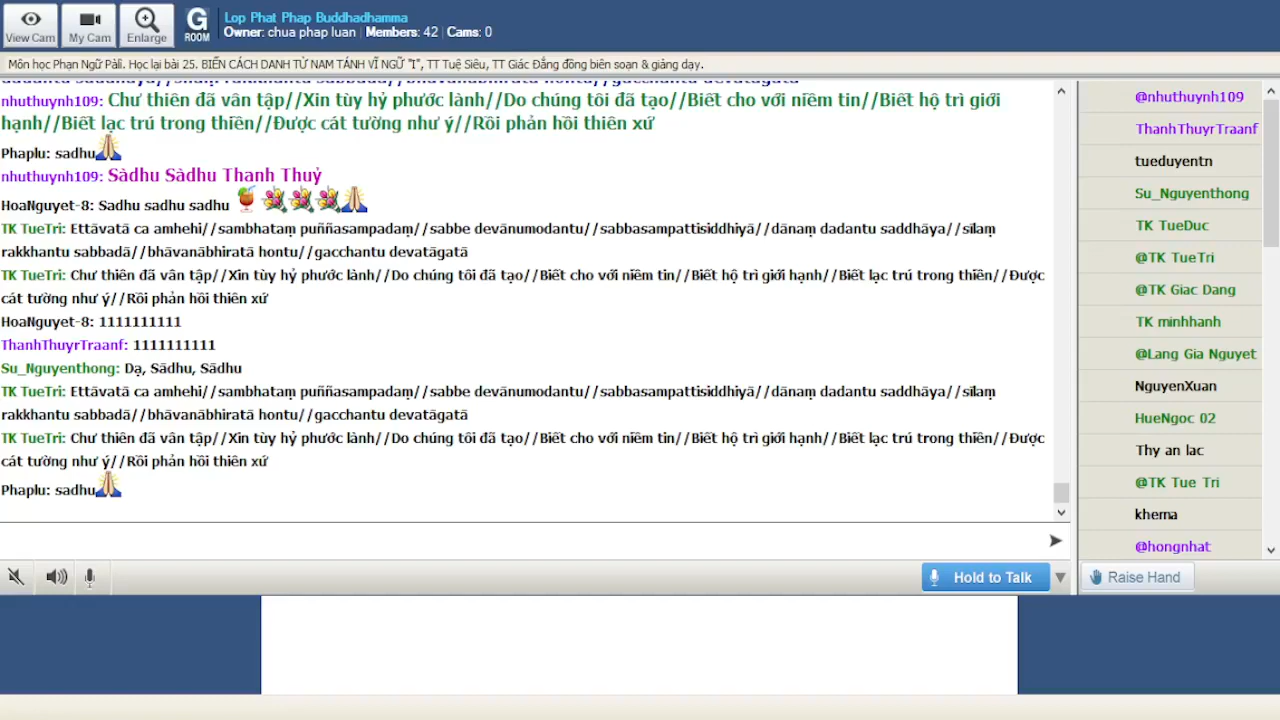 View Cam
My Cam
Enlarge
G
ROOM
Lop Phat Phap Buddhadhamma
Owner: chua phap luan Members: 42 Cams: 0
Môn học Phạn Ngữ Pāli. Học lại bài 25. BIẾN CÁCH DANH TỪ NAM TÁNH VĨ NGỮ "I", TT Tuệ Siêu, TT Giác Đẳng đồng biên soạn & giảng dạy.
nhuthuynh109: Chư thiên đã vân tập//Xin tùy hỷ phước lành//Do chúng tôi đã tạo//Biết cho với niềm tin//Biết hộ trì giới
hạnh//Biết lạc trú trong thiền//Được cát tường như ý//Rồi phản hồi thiên xứ
Phaplu: sadhu
nhuthuynh109: Sàdhu Sàdhu Thanh Thuỷ
HoaNguyet-8: Sadhu sadhu sadhu
TK TueTri: Ettāvatā ca amhehi//sambhataṃ puññasampadaṃ//sabbe devānumodantu//sabbasampattisiddhiyā//dānaṃ dadantu saddhāya//sīlaṃ
rakkhantu sabbadā//bhāvanābhiratā hontu//gacchantu devatāgatā
TK TueTri: Chư thiên đã vân tập//Xin tùy hỷ phước lành//Do chúng tôi đã tạo//Biết cho với niềm tin//Biết hộ trì giới hạnh//Biết lạc trú trong thiền//Được
cát tường như ý//Rồi phản hồi thiên xứ
HoaNguyet-8: 1111111111
ThanhThuyrTraanf: 1111111111
Su_Nguyenthong: Dạ, Sādhu, Sādhu
TK TueTri: Ettāvatā ca amhehi//sambhataṃ puññasampadaṃ//sabbe devānumodantu//sabbasampattisiddhiyā//dānaṃ dadantu saddhāya//sīlaṃ
rakkhantu sabbadā//bhāvanābhiratā hontu//gacchantu devatāgatā
TK TueTri: Chư thiên đã vân tập//Xin tùy hỷ phước lành//Do chúng tôi đã tạo//Biết cho với niềm tin//Biết hộ trì giới hạnh//Biết lạc trú trong thiền//Được
cát tường như ý//Rồi phản hồi thiên xứ
Phaplu: sadhu
@nhuthuynh109
ThanhThuyrTraanf
tueduyentn
Su_Nguyenthong
TK TueDuc
@TK TueTri
@TK Giac Dang
TK minhhanh
@Lang Gia Nguyet
NguyenXuan
HueNgoc 02
Thy an lac
@TK Tue Tri
khema
@hongnhat
Hold to Talk
Raise Hand